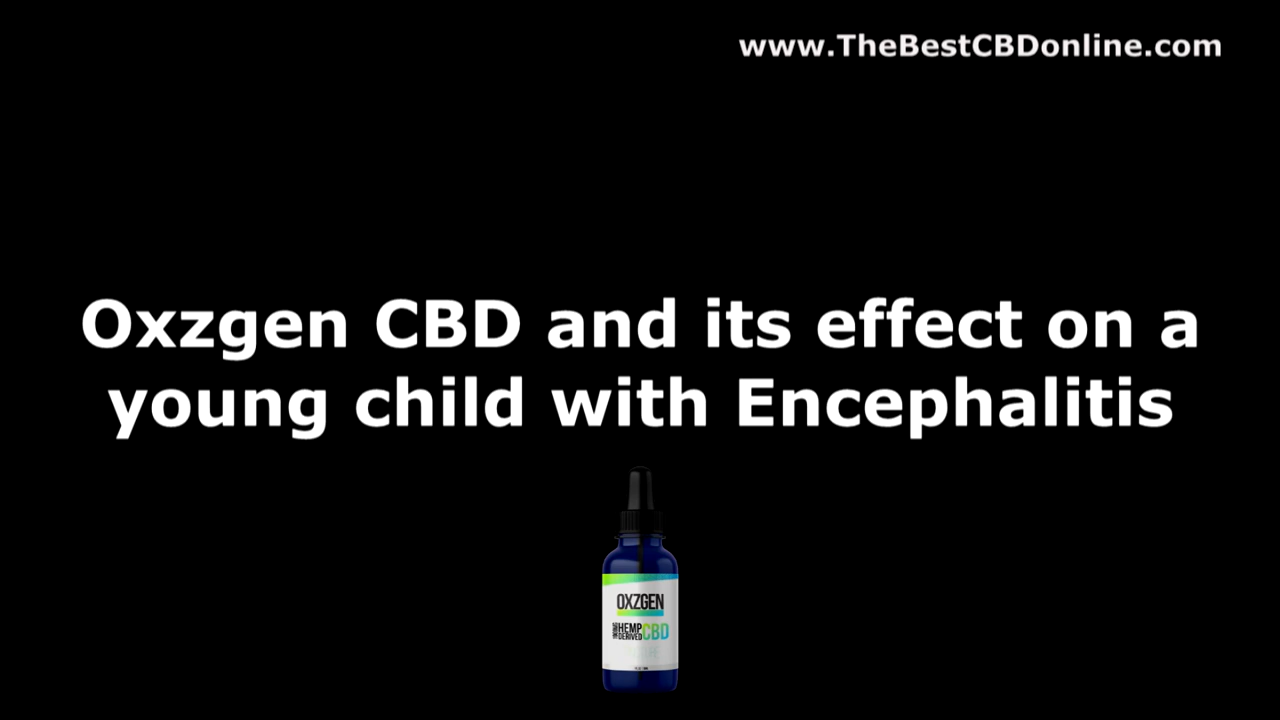 www.TheBestCBDonline.com
Oxzgen CBD and its effect on a
young child with Encephalitis
OXZGEN
HEMP
DERIVED CBD